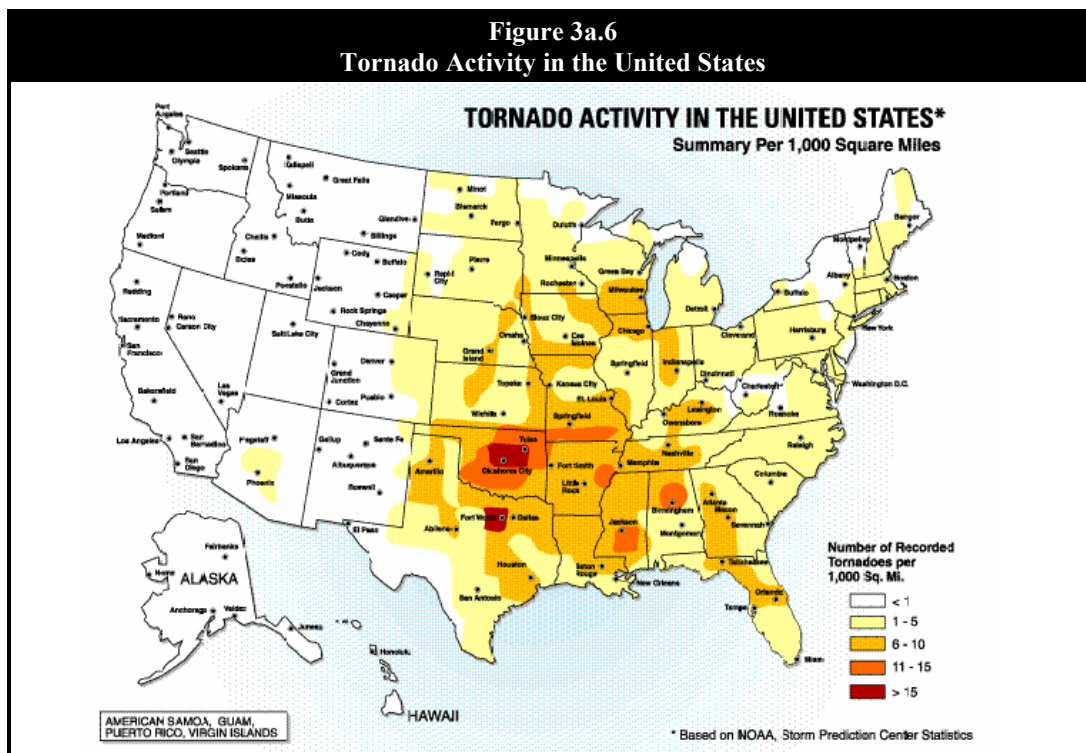 Figure 3a.6
Tornado Activity in the United States
TORNADO ACTIVITY IN THE UNITED STATES*
Summary Per 1,000 Square Miles
Port Angeles
Seattle
Olympia
Spokane
Portland
Salem
Medford
Kalispell
Great Falls
Missoula
Butte
Glendive
Billings
Challis
Boise
Pocatello
Cody
Buffalo
Jackson
Casper
Rock Springs
Cheyenne
Minot
Bismarck
Fargo
Rapid City
Pierre
Duluth
Minneapolis
Rochester
Green Bay
Milwaukee
Detroit
Chicago
Sioux City
Des Moines
Omaha
Grand Island
Redding
Sacramento
San Francisco
Reno
Carson City
Salt Lake City
Denver
Grand Junction
Pueblo
Cortez
Bakersfield
Las Vegas
Los Angeles
San Bernadino
San Diego
Flagstaff
Phoenix
Gallup
Santa Fe
Albuquerque
Roswell
El Paso
Topeka
Kansas City
Wichita
St. Louis
Springfield
Springfield
Indianapolis
Cincinnati
Cleveland
Buffalo
Albany
Montpelier
Bangor
Boston
New York
Harrisburg
Washington D.C.
Charleston
Roanoke
Raleigh
Lexington
Owensboro
Nashville
Memphis
Amarillo
Tulsa
Oklahoma City
Fort Smith
Little Rock
Fort Worth
Dallas
Abilene
Houston
San Antonio
Jackson
Baton Rouge
New Orleans
Birmingham
Montgomery
Atlanta
Macon
Savannah
Columbia
Tallahassee
Orlando
Tampa
Miami
Fairbanks
Nome
ALASKA
Anchorage
Valdez
Juneau
Honolulu
HAWAII
Number of Recorded
Tornadoes per
1,000 Sq. Mi.
< 1
1 - 5
6 - 10
11 - 15
> 15
AMERICAN SAMOA, GUAM,
PUERTO RICO, VIRGIN ISLANDS
* Based on NOAA, Storm Prediction Center Statistics